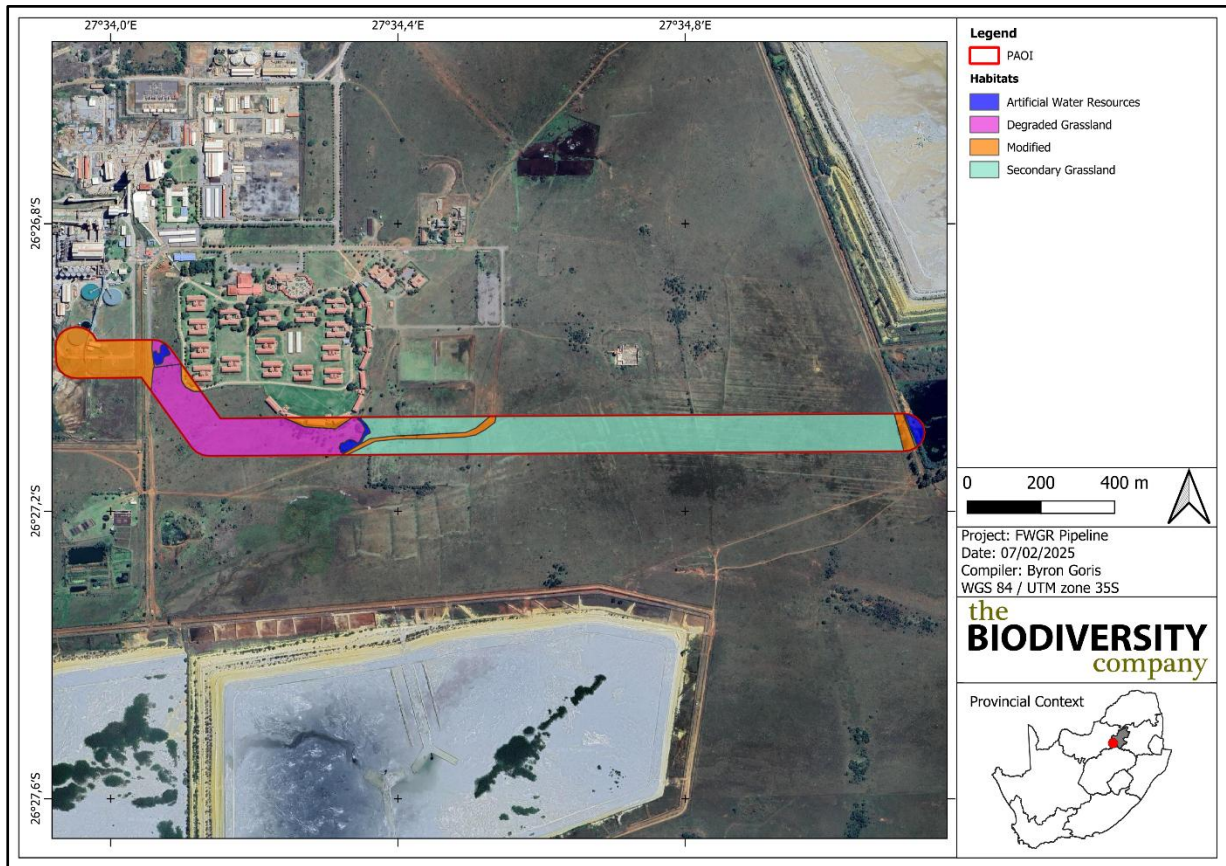 27°34,0'E
27°34,4'E
27°34,8'E
26°26,8'S
26°27,2'S
26°27,6'S
Legend
PAOI
Habitats
Artificial Water Resources
Degraded Grassland
Modified
Secondary Grassland
0 200 400 m
Project: FWGR Pipeline
Date: 07/02/2025
Compiler: Byron Goris
WGS 84 / UTM zone 35S
the
BIODIVERSITY
company
Provincial Context